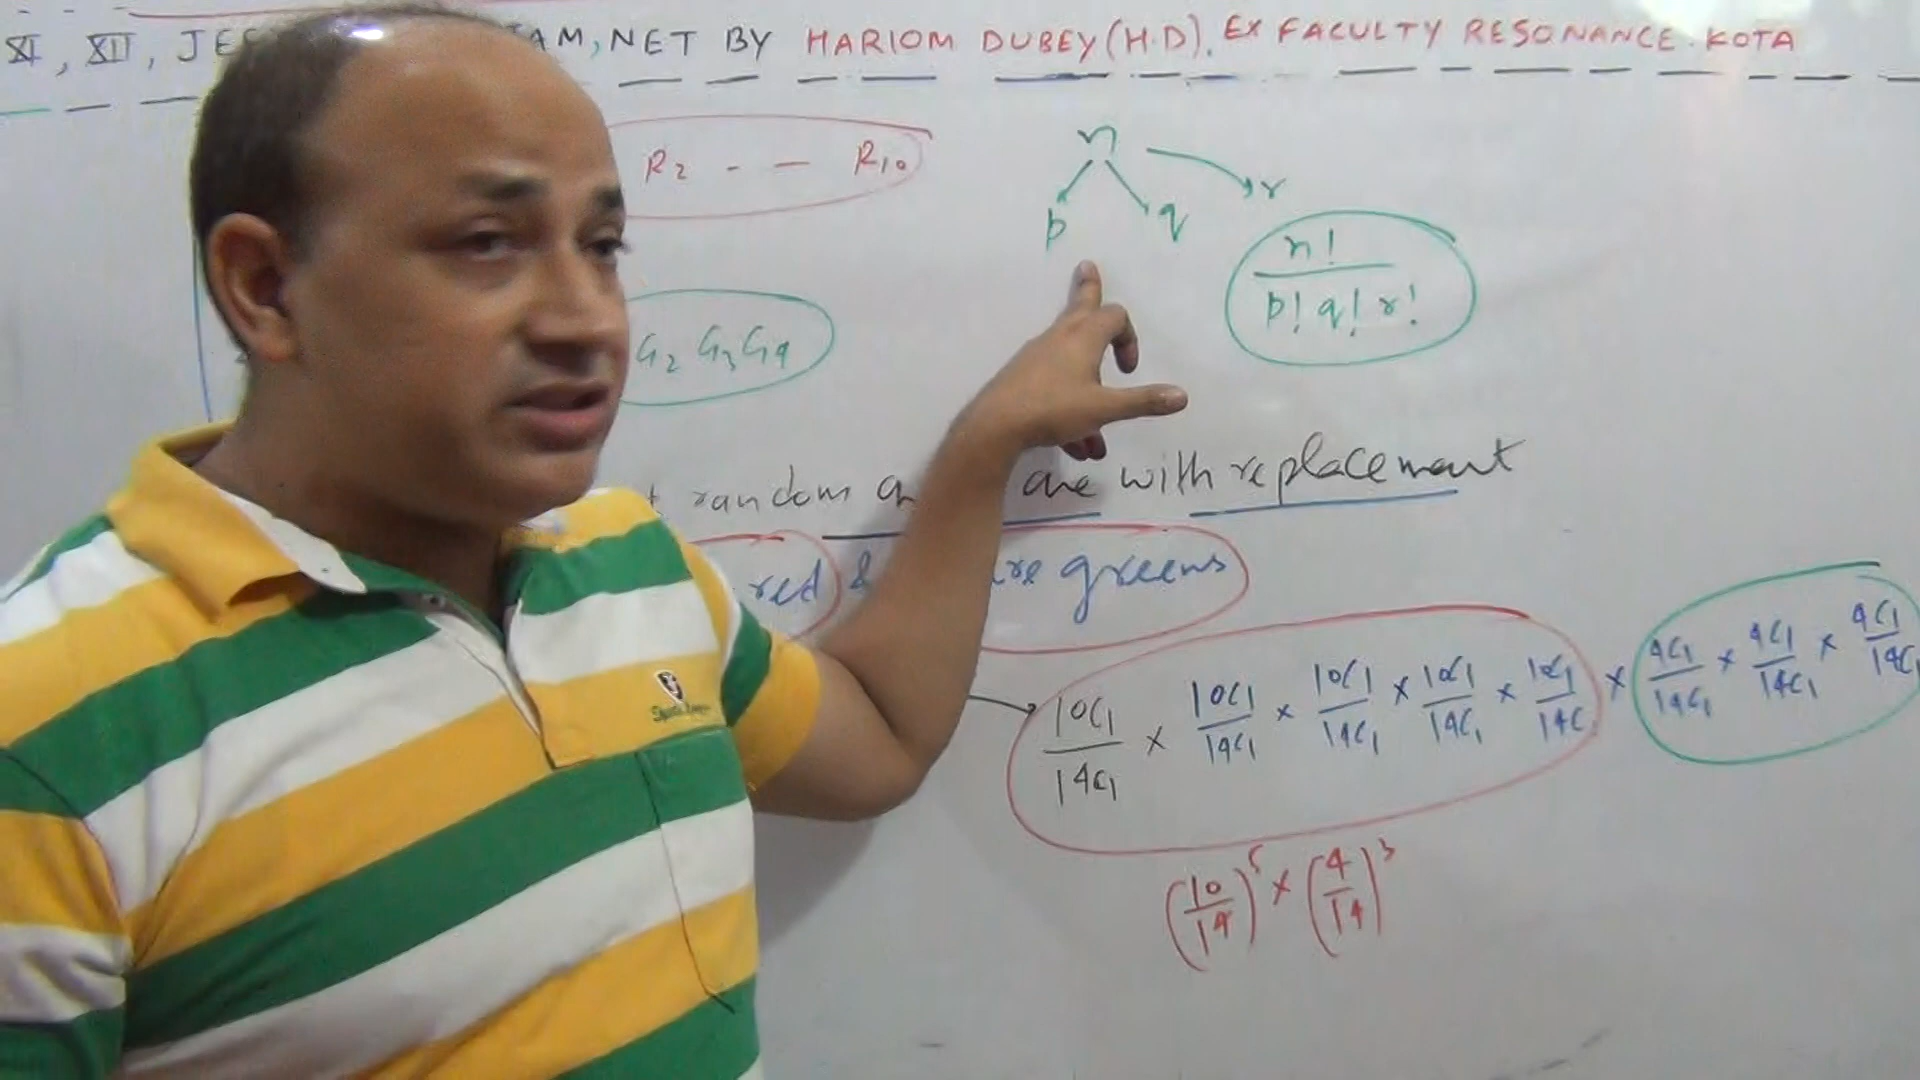 XI, XII, JEE AM, NET BY HARIOM DUBEY (H.D). EX FACULTY RESONANCE. KOTA
R2 - — R10
n
p q r
n!
p! q! r!
G2 G3 G4
random are with replacement
red & are greens
10C1/14C1 × 10C1/14C1 × 10C1/14C1 × 10C1/14C1 × 10C1/14C × 4C1/14C1 × 4C1/14C1 × 4C1/14C1
(10/14)^5 × (4/14)^3